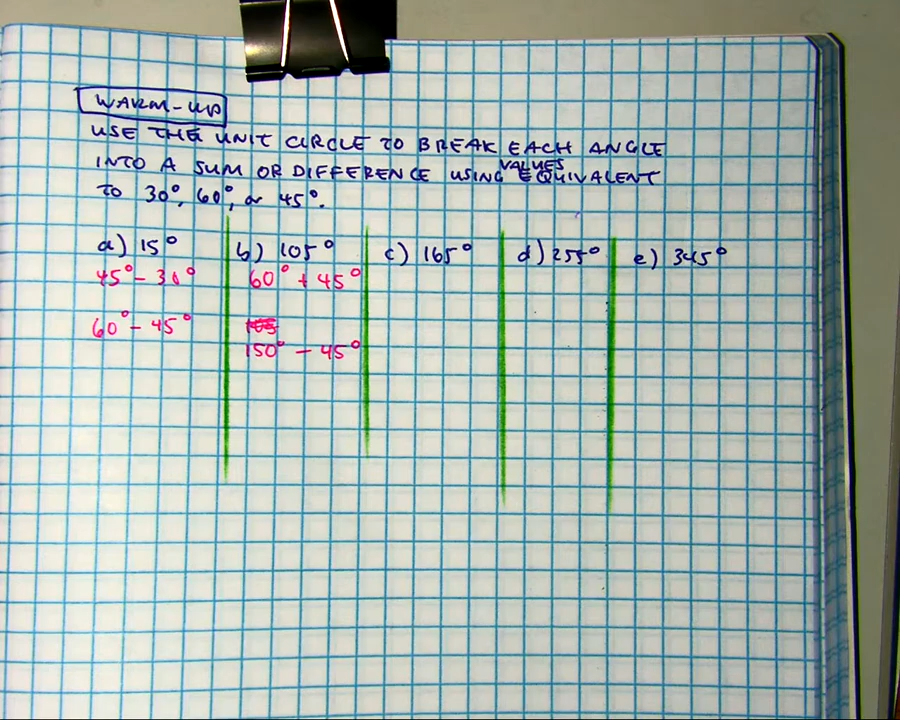 WARM-UP
USE THE UNIT CIRCLE TO BREAK EACH ANGLE
INTO A SUM OR DIFFERENCE USING VALUES EQUIVALENT
TO 30°, 60°, or 45°.
a) 15° b) 105° c) 165° d) 255° e) 345°
45° - 30° 60° + 45°
60° - 45° 105
150° - 45°